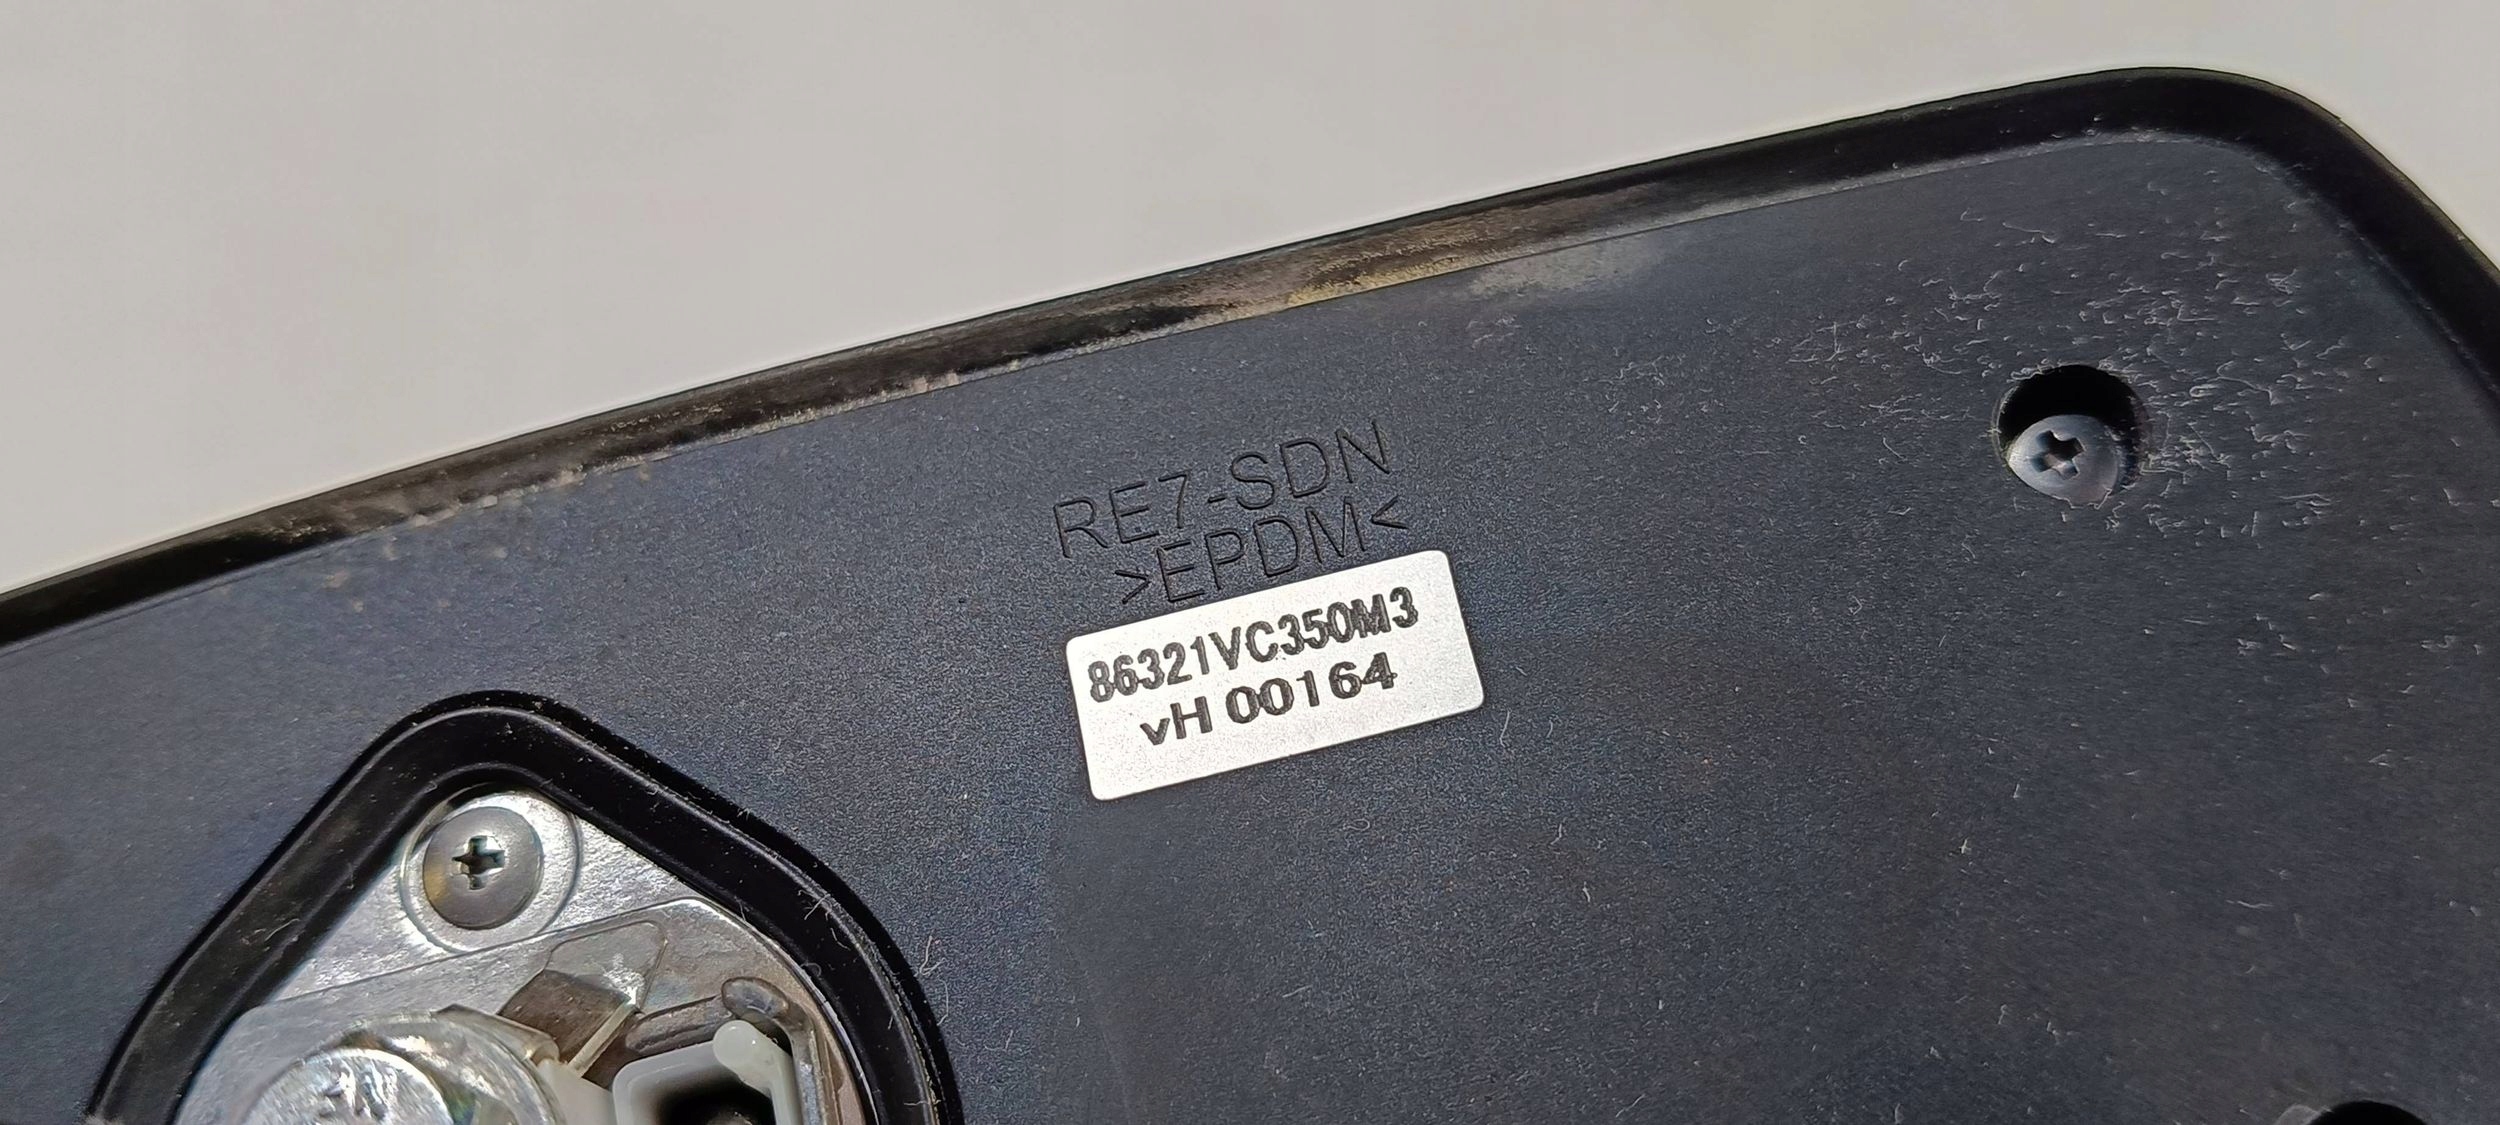 RE7-SDN
>EPDM<
86321VC350M3
vH 00164